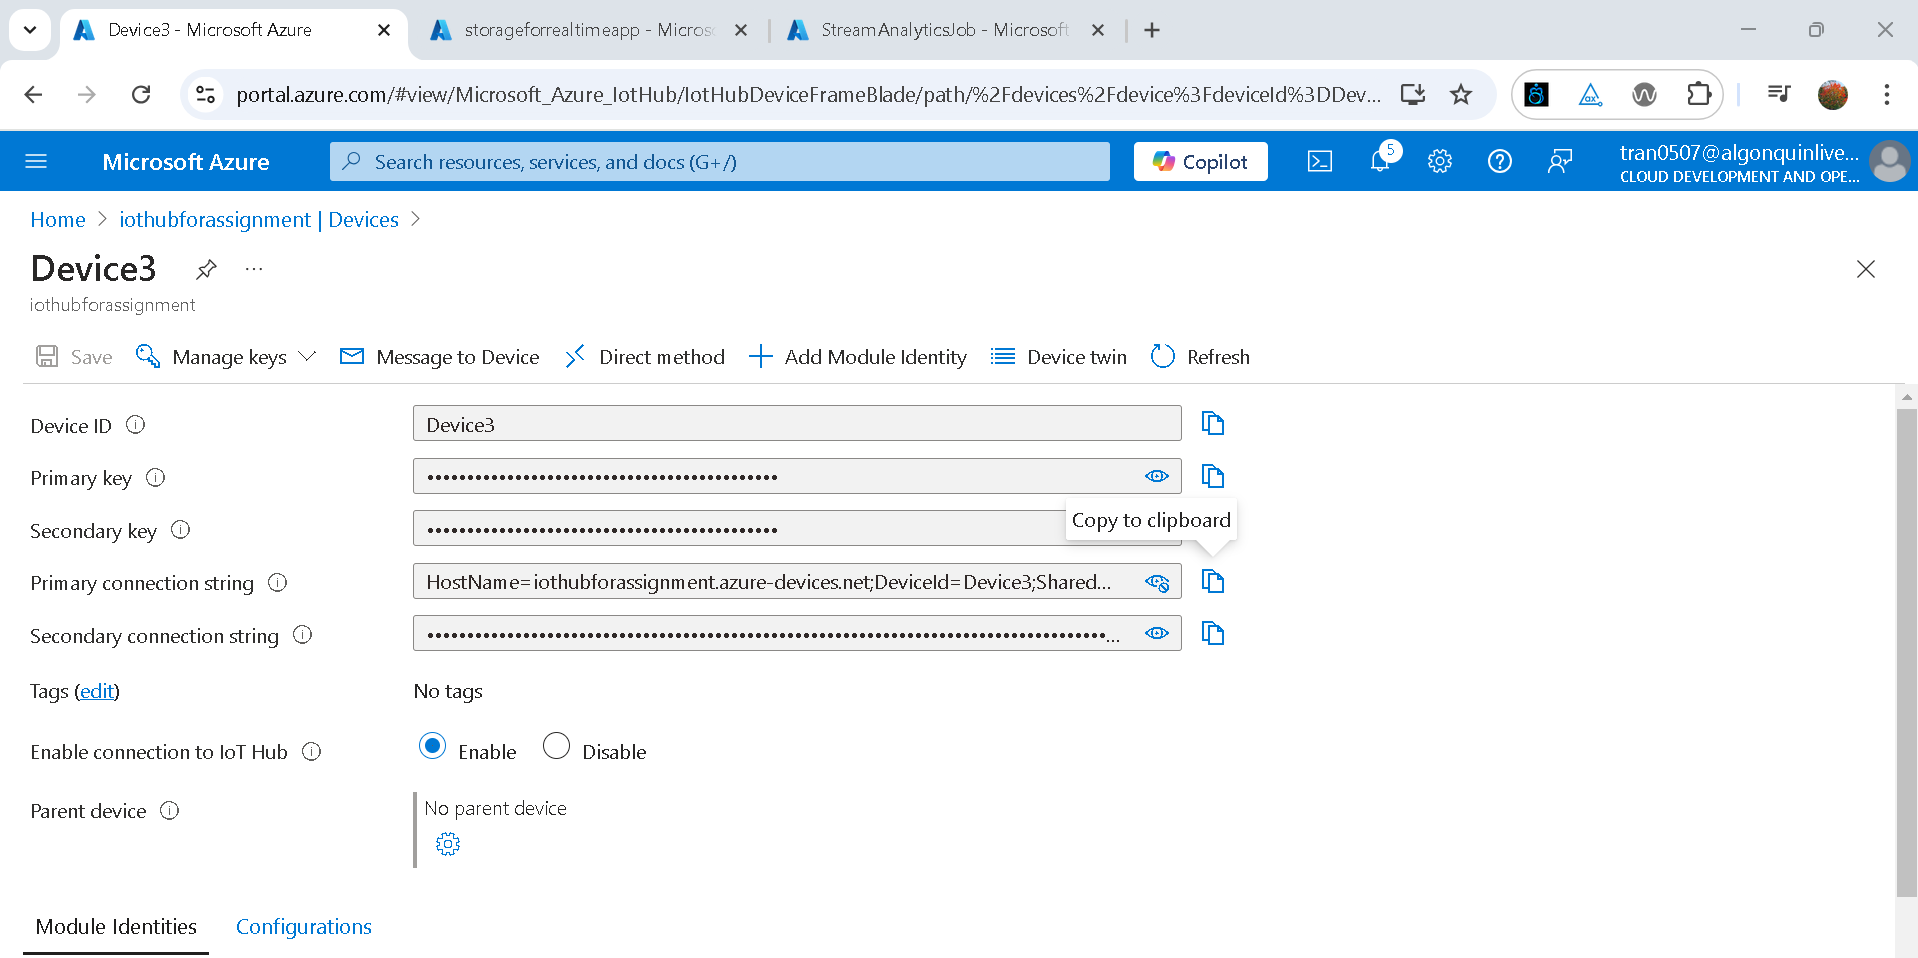 Device3 - Microsoft Azure
storageforrealtimeapp - Micros
StreamAnalyticsJob - Microsoft
portal.azure.com/#view/Microsoft_Azure_IotHub/IotHubDeviceFrameBlade/path/%2Fdevices%2Fdevice%3FdeviceId%3DDev...
Microsoft Azure
Search resources, services, and docs (G+/)
Copilot
5
tran0507@algonquinlive...
CLOUD DEVELOPMENT AND OPE...
Home > iothubforassignment | Devices >
Device3
...
iothubforassignment
Save
Manage keys
Message to Device
Direct method
Add Module Identity
Device twin
Refresh
Device ID
Device3
Primary key
Copy to clipboard
Secondary key
Primary connection string
HostName=iothubforassignment.azure-devices.net;DeviceId=Device3;Shared...
Secondary connection string
Tags (edit)
No tags
Enable connection to IoT Hub
Enable
Disable
Parent device
No parent device
Module Identities
Configurations